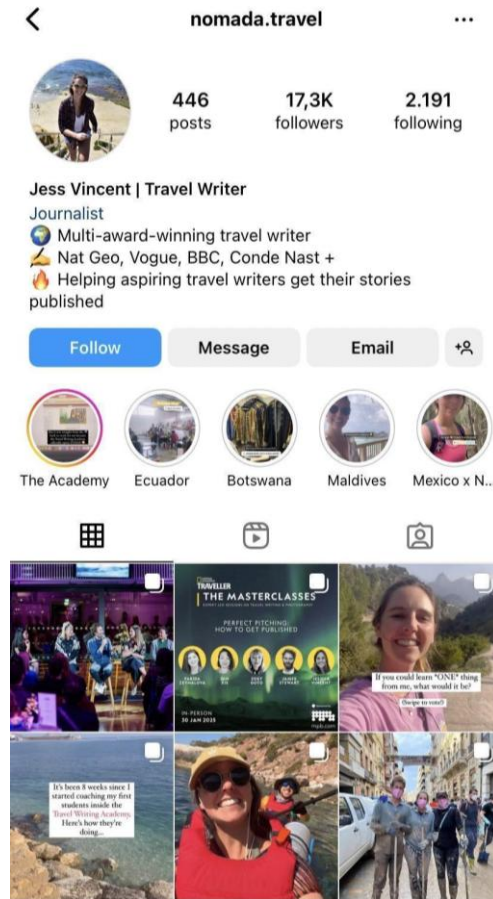 nomada.travel
446
17,3K
2.191
posts
followers
following
Jess Vincent | Travel Writer
Journalist
🌍 Multi-award-winning travel writer
✍️ Nat Geo, Vogue, BBC, Conde Nast +
🔥 Helping aspiring travel writers get their stories
published
Follow
Message
Email
The Academy
Ecuador
Botswana
Maldives
Mexico x N...
TRAVELLER
THE MASTERCLASSES
PERFECT PITCHING:
HOW TO GET PUBLISHED
IN-PERSON
30 JAN 2025
mpb.com
If you could learn *ONE* thing
from me, what would it be?
(Swipe to vote!)
It's been 8 weeks since I
started coaching my first
students inside the
Travel Writing Academy.
Here's how they're
doing...